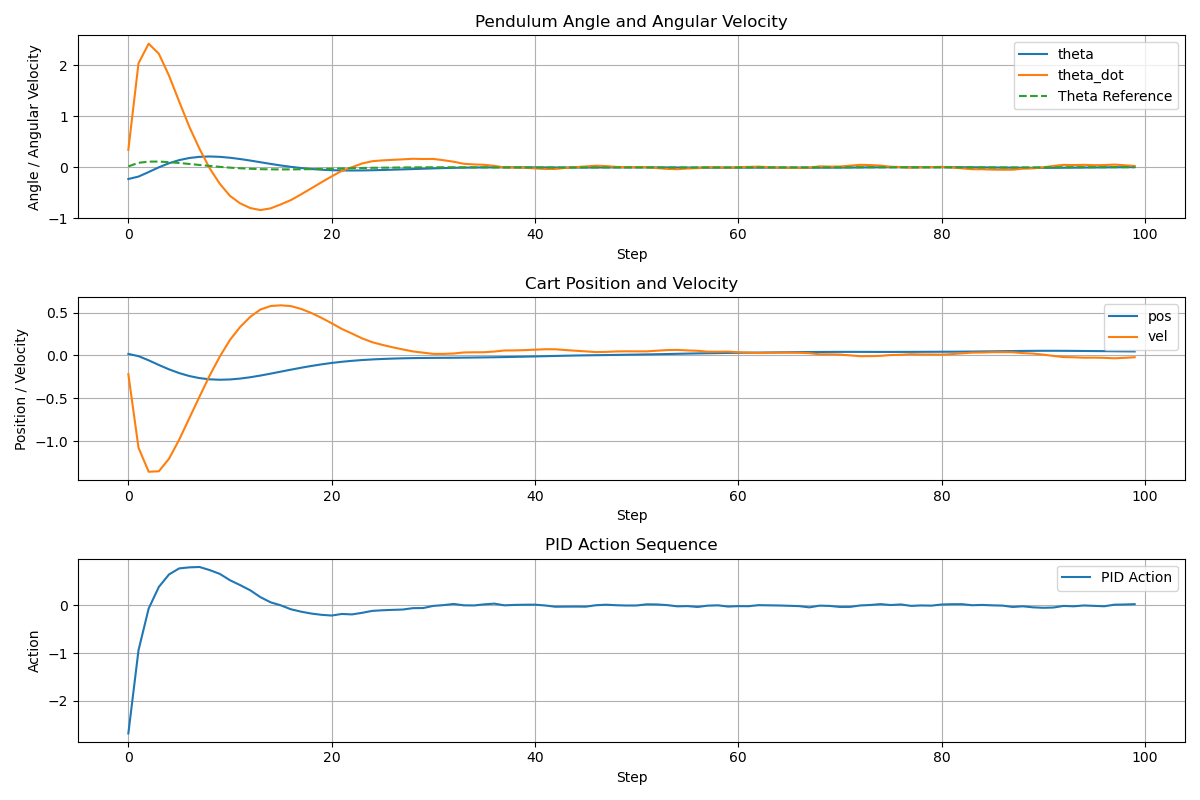 Pendulum Angle and Angular Velocity
Angle / Angular Velocity
2
1
0
−1
theta
theta_dot
Theta Reference
0 20 40 60 80 100
Step
Cart Position and Velocity
Position / Velocity
0.5
0.0
−0.5
−1.0
pos
vel
0 20 40 60 80 100
Step
PID Action Sequence
Action
0
−1
−2
PID Action
0 20 40 60 80 100
Step